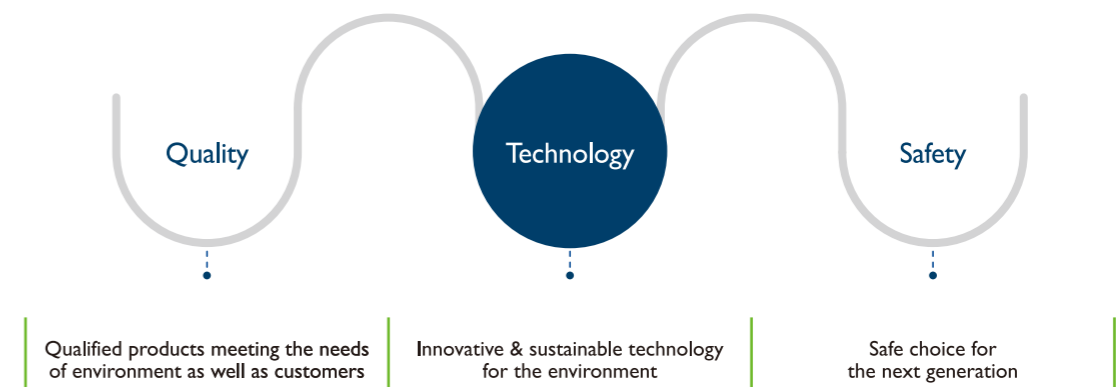 Quality
Technology
Safety
Qualified products meeting the needs
of environment as well as customers
Innovative & sustainable technology
for the environment
Safe choice for
the next generation